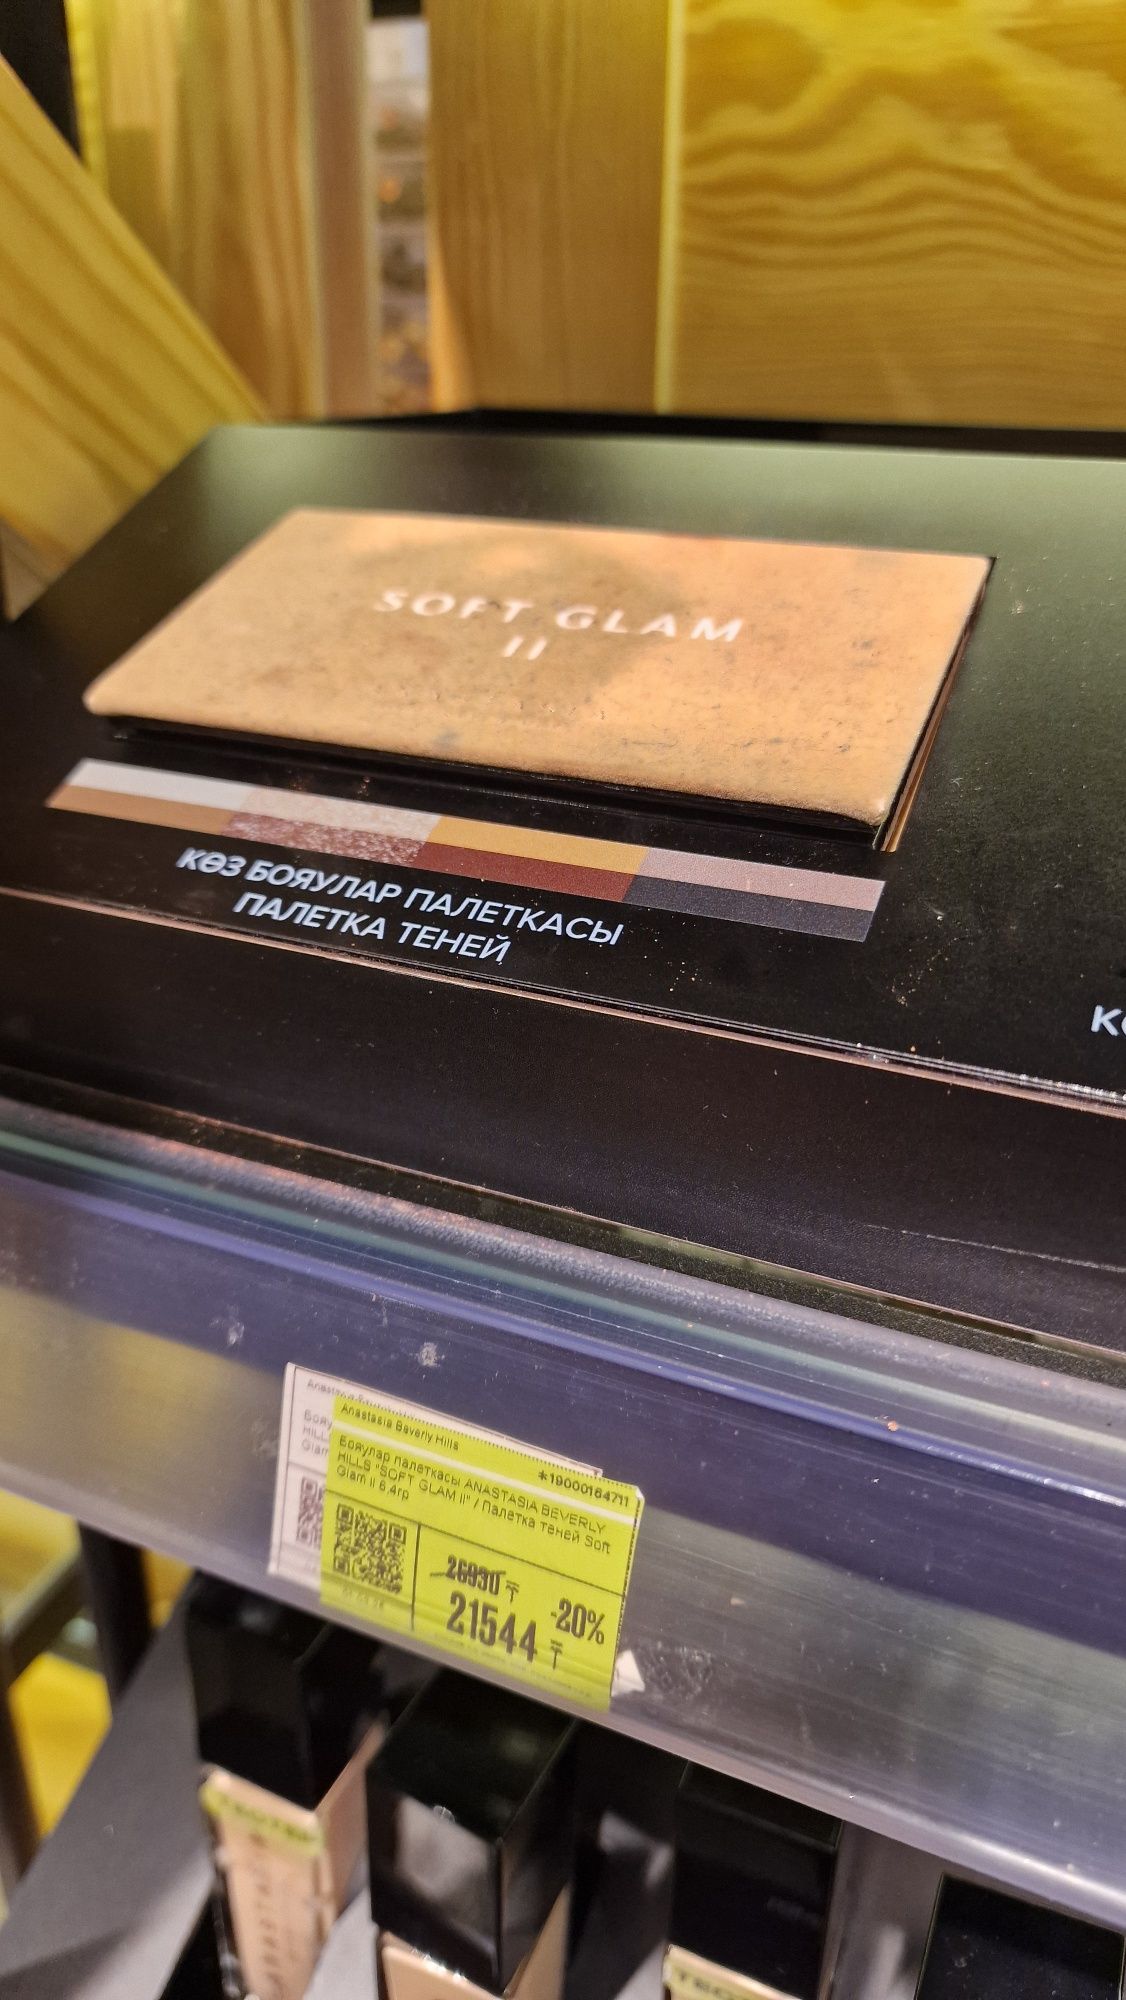 SOFT GLAM
II
КӨЗ БОЯУЛАР ПАЛЕТКАСЫ
ПАЛЕТКА ТЕНЕЙ
Anastasia Beverly Hills
*19000164711
Бояулар палеткасы ANASTASIA BEVERLY
HILLS "SOFT GLAM II" / Палетка теней Soft
Glam II 6,4гр
26930 ₸
21544 ₸
-20%